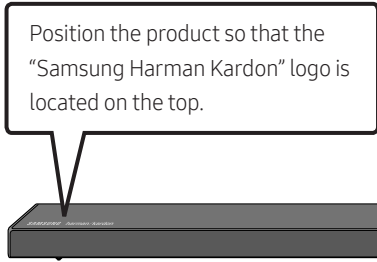 Position the product so that the
“Samsung Harman Kardon” logo is
located on the top.
SAMSUNG harman/kardon